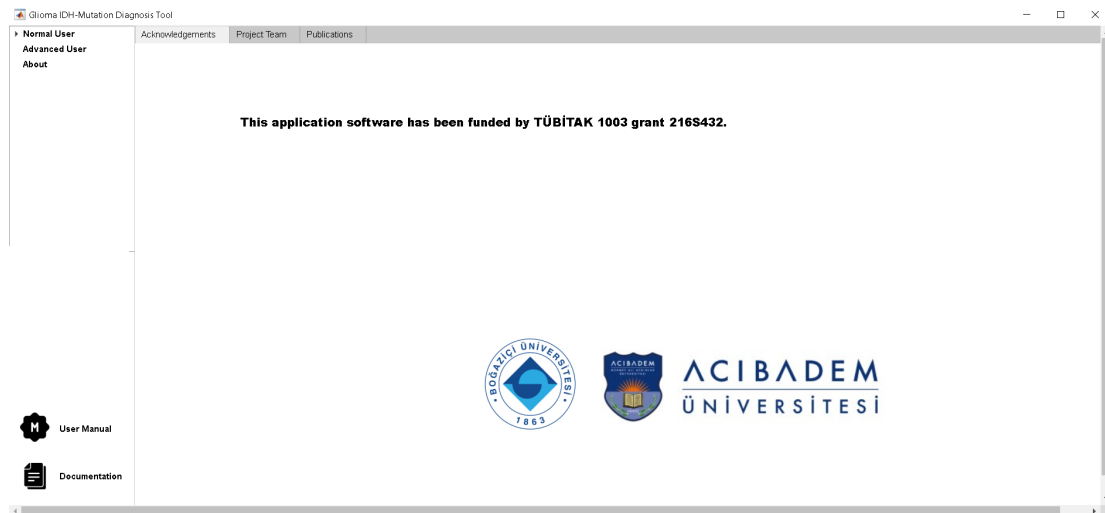 Glioma IDH-Mutation Diagnosis Tool
Normal User
Advanced User
About
Acknowledgements
Project Team
Publications
This application software has been funded by TÜBİTAK 1003 grant 216S432.
BOĞAZİÇİ ÜNİVERSİTESİ
1863
ACIBADEM
ACIBADEM
ÜNİVERSİTESİ
M
User Manual
Documentation